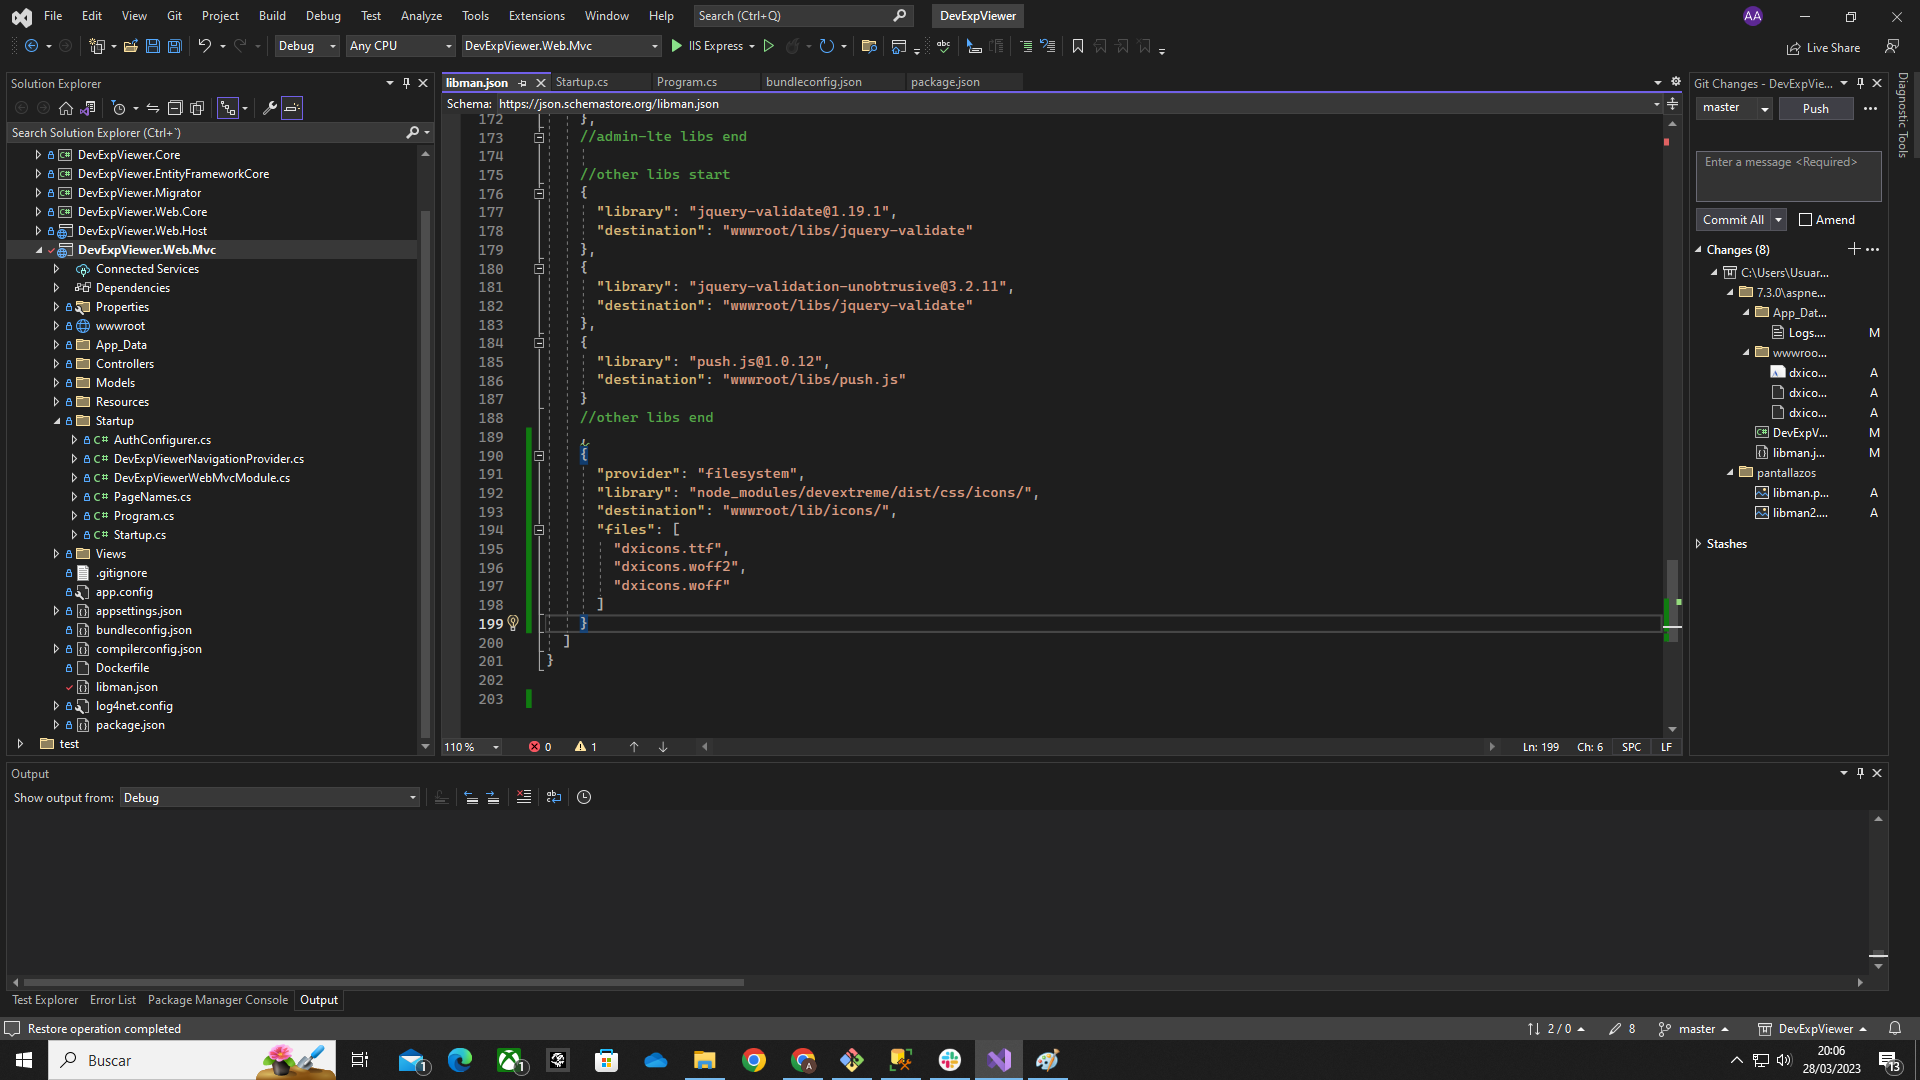 File Edit View Git Project Build Debug Test Analyze Tools Extensions Window Help Search (Ctrl+Q) DevExpViewer AA
Debug Any CPU DevExpViewer.Web.Mvc IIS Express Live Share
Solution Explorer
Search Solution Explorer (Ctrl+`)
DevExpViewer.Core
DevExpViewer.EntityFrameworkCore
DevExpViewer.Migrator
DevExpViewer.Web.Core
DevExpViewer.Web.Host
DevExpViewer.Web.Mvc
Connected Services
Dependencies
Properties
wwwroot
App_Data
Controllers
Models
Resources
Startup
C# AuthConfigurer.cs
C# DevExpViewerNavigationProvider.cs
C# DevExpViewerWebMvcModule.cs
C# PageNames.cs
C# Program.cs
C# Startup.cs
Views
.gitignore
app.config
appsettings.json
bundleconfig.json
compilerconfig.json
Dockerfile
libman.json
log4net.config
package.json
test
libman.json Startup.cs Program.cs bundleconfig.json package.json
Schema: https://json.schemastore.org/libman.json
172 },
173 //admin-lte libs end
174
175 //other libs start
176 {
177 "library": "jquery-validate@1.19.1",
178 "destination": "wwwroot/libs/jquery-validate"
179 },
180 {
181 "library": "jquery-validation-unobtrusive@3.2.11",
182 "destination": "wwwroot/libs/jquery-validate"
183 },
184 {
185 "library": "push.js@1.0.12",
186 "destination": "wwwroot/libs/push.js"
187 }
188 //other libs end
189 ,
190 {
191 "provider": "filesystem",
192 "library": "node_modules/devextreme/dist/css/icons/",
193 "destination": "wwwroot/lib/icons/",
194 "files": [
195 "dxicons.ttf",
196 "dxicons.woff2",
197 "dxicons.woff"
198 ]
199 }
200 ]
201 }
202
203
110 % 0 1 Ln: 199 Ch: 6 SPC LF
Git Changes - DevExpVie...
master Push
Enter a message <Required>
Commit All Amend
Changes (8)
C:\Users\Usuar...
7.3.0\aspne...
App_Dat...
Logs.... M
wwwroo...
dxico... A
dxico... A
dxico... A
DevExpV... M
libman.j... M
pantallazos
libman.p... A
libman2.... A
Stashes
Diagnostic Tools
Output
Show output from: Debug
Test Explorer Error List Package Manager Console Output
Restore operation completed 2 / 0 8 master DevExpViewer
Buscar 1 1 A 20:06
28/03/2023 13